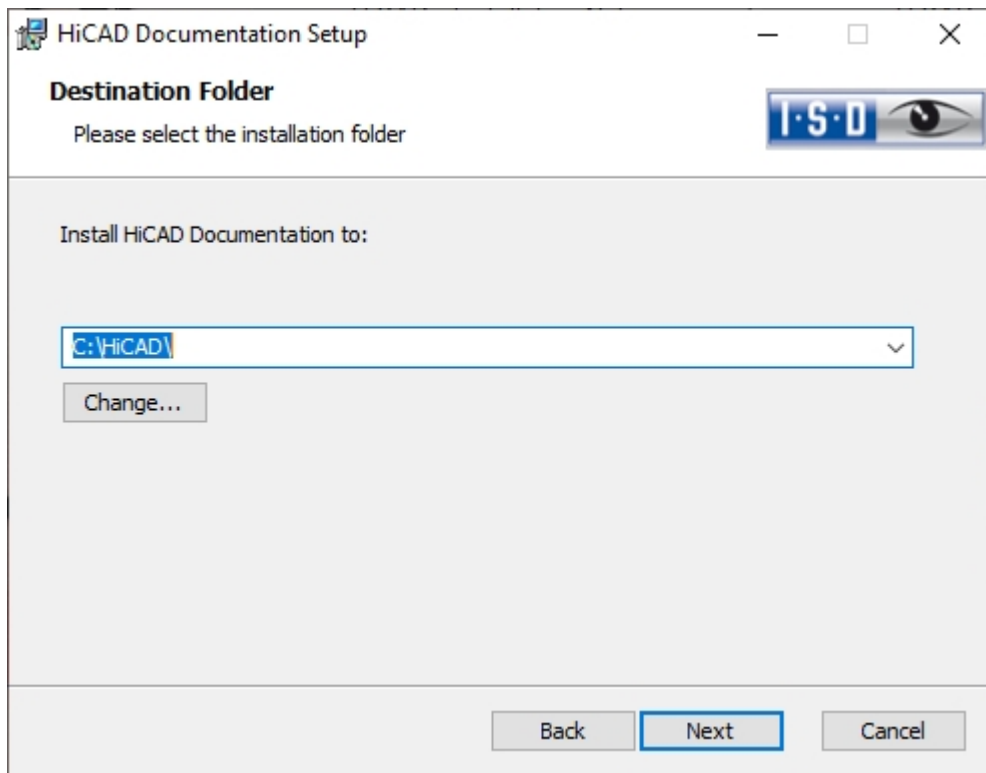 HiCAD Documentation Setup
Destination Folder
Please select the installation folder
I·S·D
Install HiCAD Documentation to:
C:\HiCAD\
Change...
Back Next Cancel